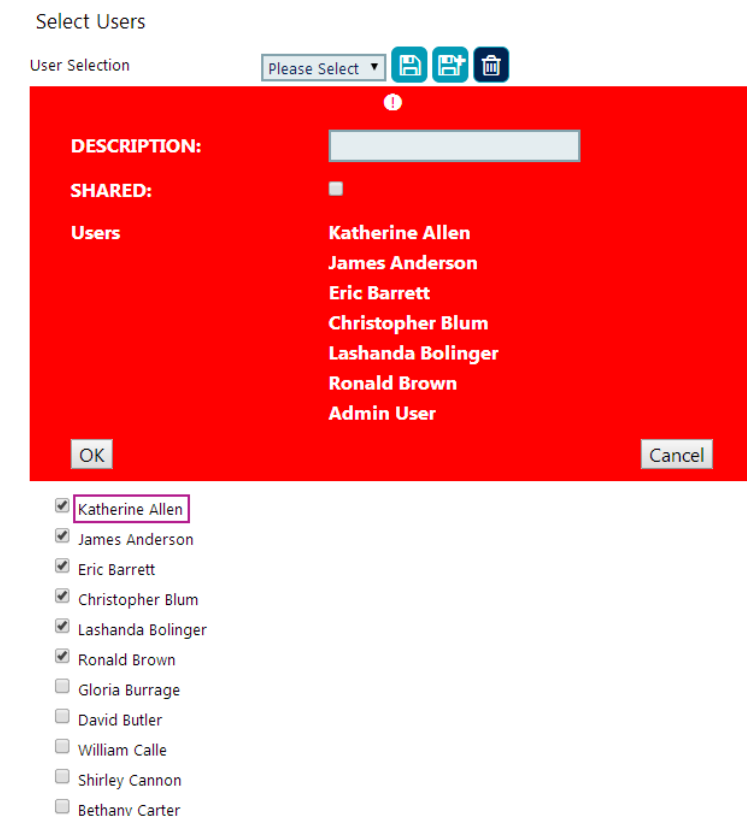 Select Users
User Selection Please Select
!
DESCRIPTION:
SHARED:
Users Katherine Allen
James Anderson
Eric Barrett
Christopher Blum
Lashanda Bolinger
Ronald Brown
Admin User
OK Cancel
Katherine Allen
James Anderson
Eric Barrett
Christopher Blum
Lashanda Bolinger
Ronald Brown
Gloria Burrage
David Butler
William Calle
Shirley Cannon
Bethany Carter